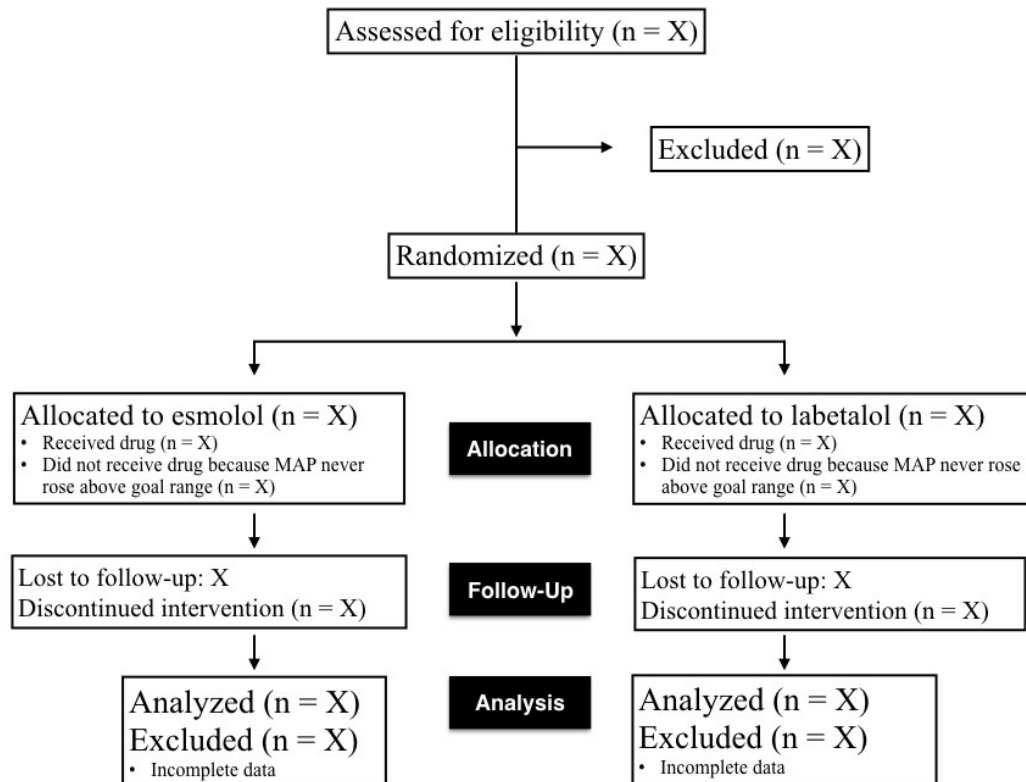 Assessed for eligibility (n = X)
Excluded (n = X)
Randomized (n = X)
Allocated to esmolol (n = X)
• Received drug (n = X)
• Did not receive drug because MAP never
rose above goal range (n = X)
Allocation
Allocated to labetalol (n = X)
• Received drug (n = X)
• Did not receive drug because MAP never rose
above goal range (n = X)
Lost to follow-up: X
Discontinued intervention (n = X)
Follow-Up
Lost to follow-up: X
Discontinued intervention (n = X)
Analyzed (n = X)
Excluded (n = X)
• Incomplete data
Analysis
Analyzed (n = X)
Excluded (n = X)
• Incomplete data